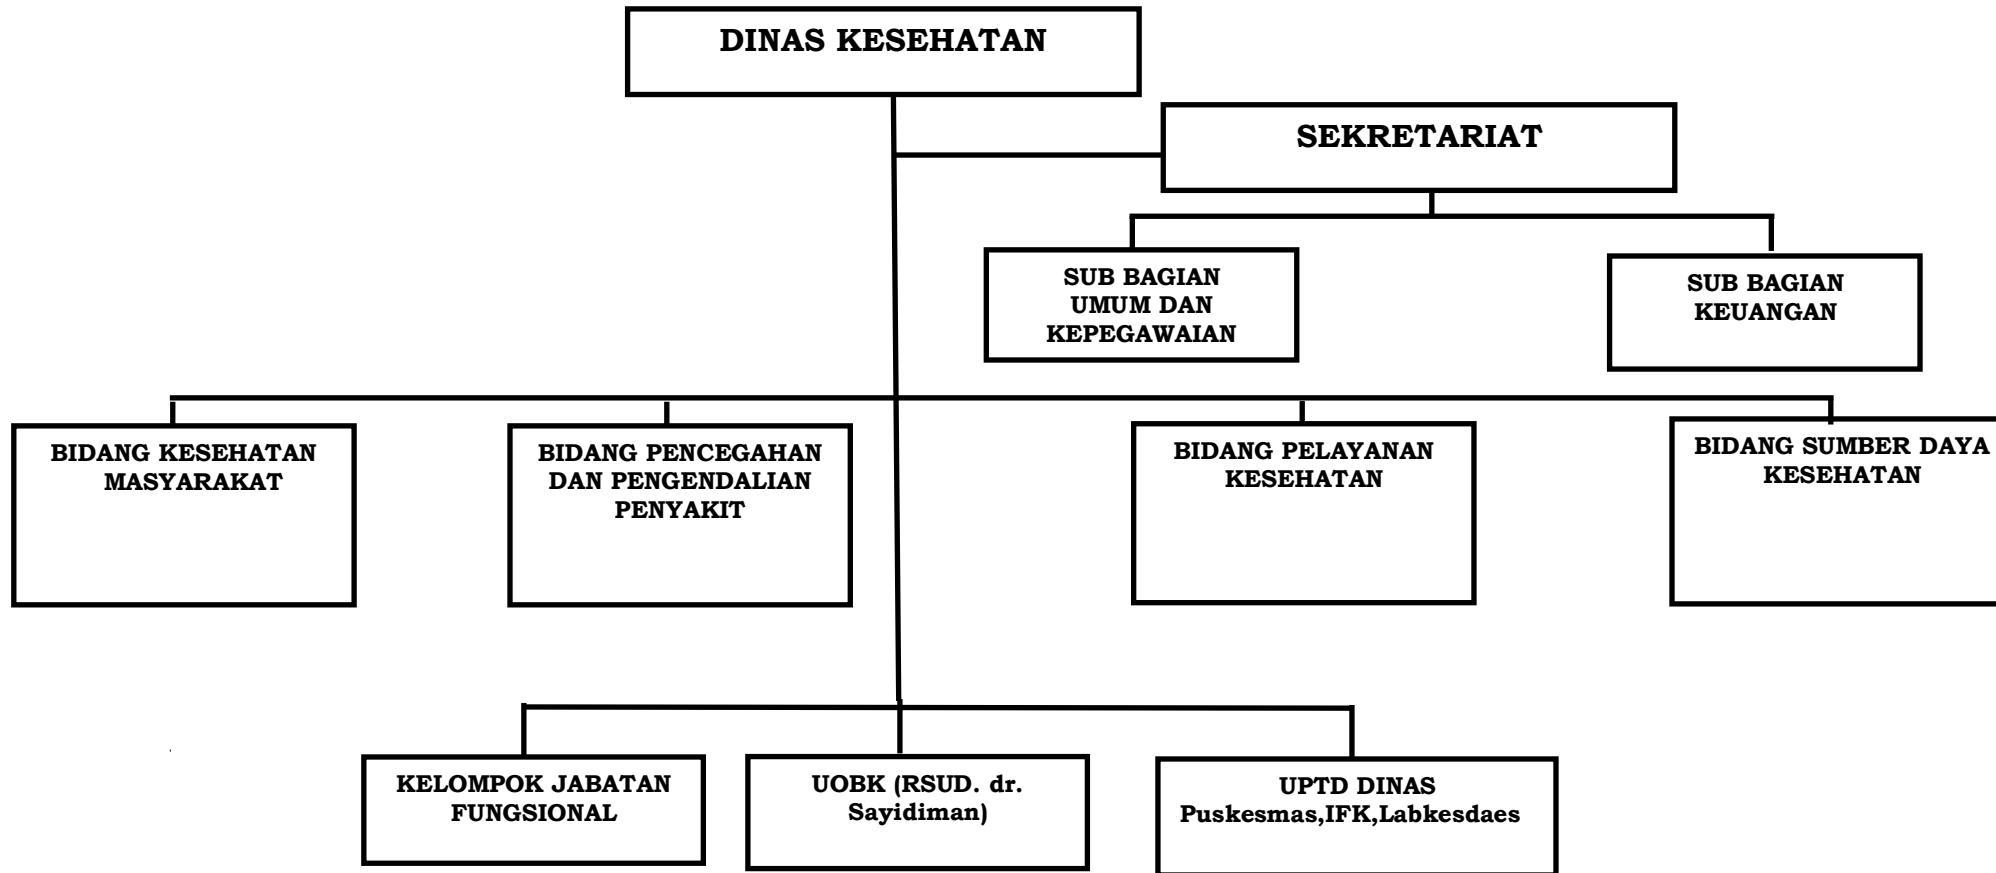 DINAS KESEHATAN
SEKRETARIAT
SUB BAGIAN
UMUM DAN
KEPEGAWAIAN
SUB BAGIAN
KEUANGAN
BIDANG KESEHATAN
MASYARAKAT
BIDANG PENCEGAHAN
DAN PENGENDALIAN
PENYAKIT
BIDANG PELAYANAN
KESEHATAN
BIDANG SUMBER DAYA
KESEHATAN
KELOMPOK JABATAN
FUNGSIONAL
UOBK (RSUD. dr.
Sayidiman)
UPTD DINAS
Puskesmas,IFK,Labkesdaes